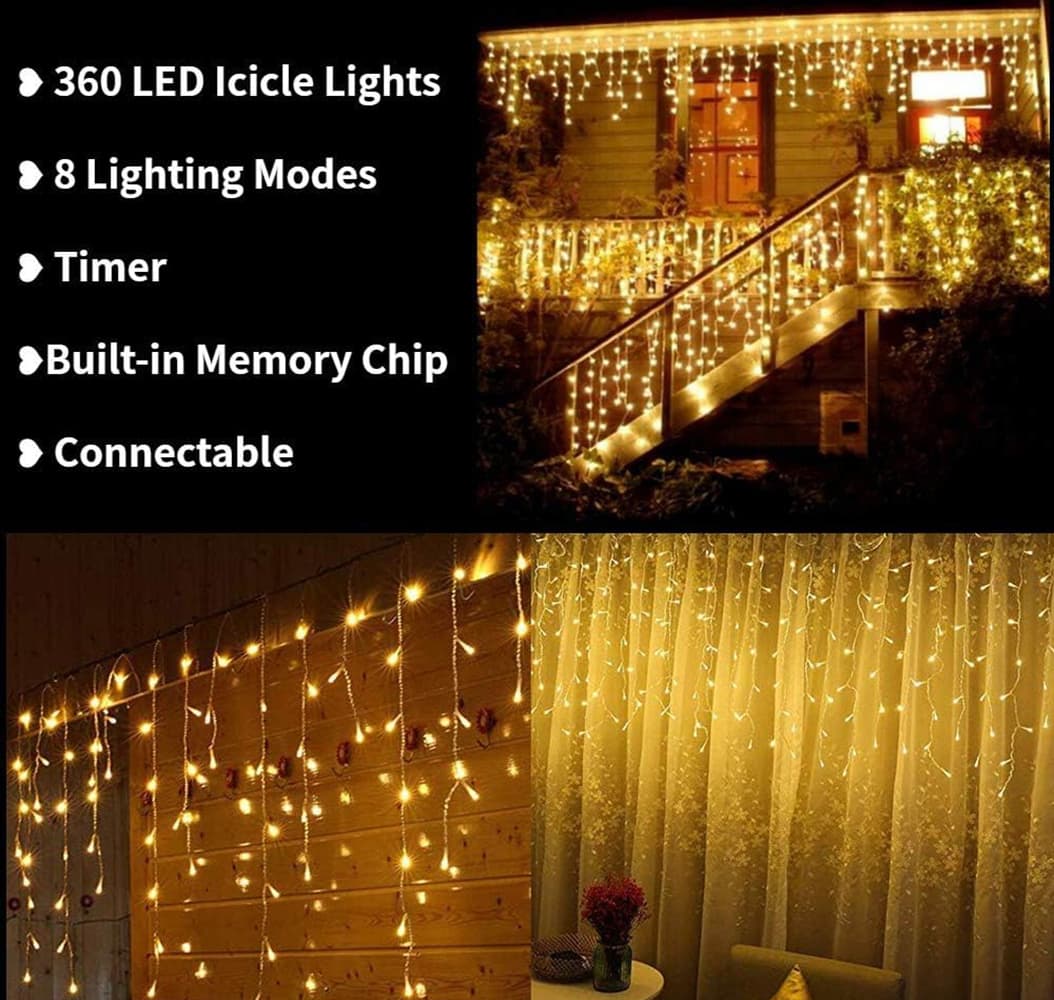 ❥ 360 LED Icicle Lights
❥ 8 Lighting Modes
❥ Timer
❥Built-in Memory Chip
❥ Connectable